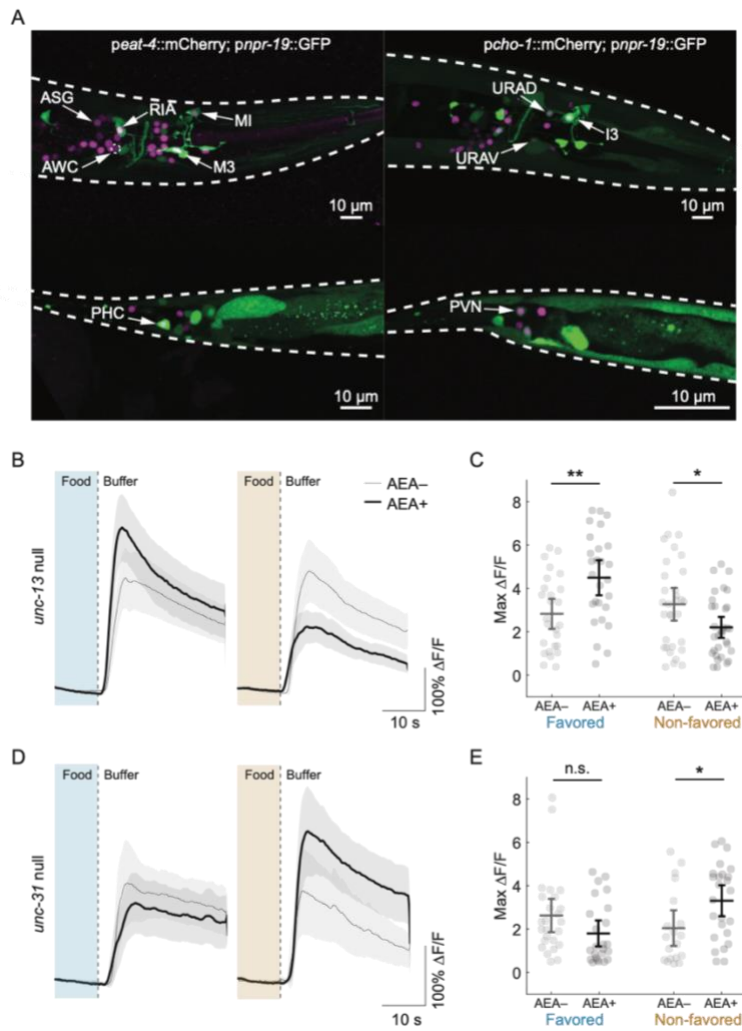 A
peat-4::mCherry; pnpr-19::GFP
pcho-1::mCherry; pnpr-19::GFP
ASG
RIA
MI
AWC
M3
10 µm
URAD
I3
URAV
10 µm
PHC
10 µm
PVN
10 µm
B
unc-13 null
Food
Buffer
Food
Buffer
AEA–
AEA+
100% ΔF/F
10 s
C
**
*
Max ΔF/F
8
6
4
2
0
AEA– AEA+
Favored
AEA– AEA+
Non-favored
D
unc-31 null
Food
Buffer
Food
Buffer
100% ΔF/F
10 s
E
n.s.
*
Max ΔF/F
8
6
4
2
0
AEA– AEA+
Favored
AEA– AEA+
Non-favored